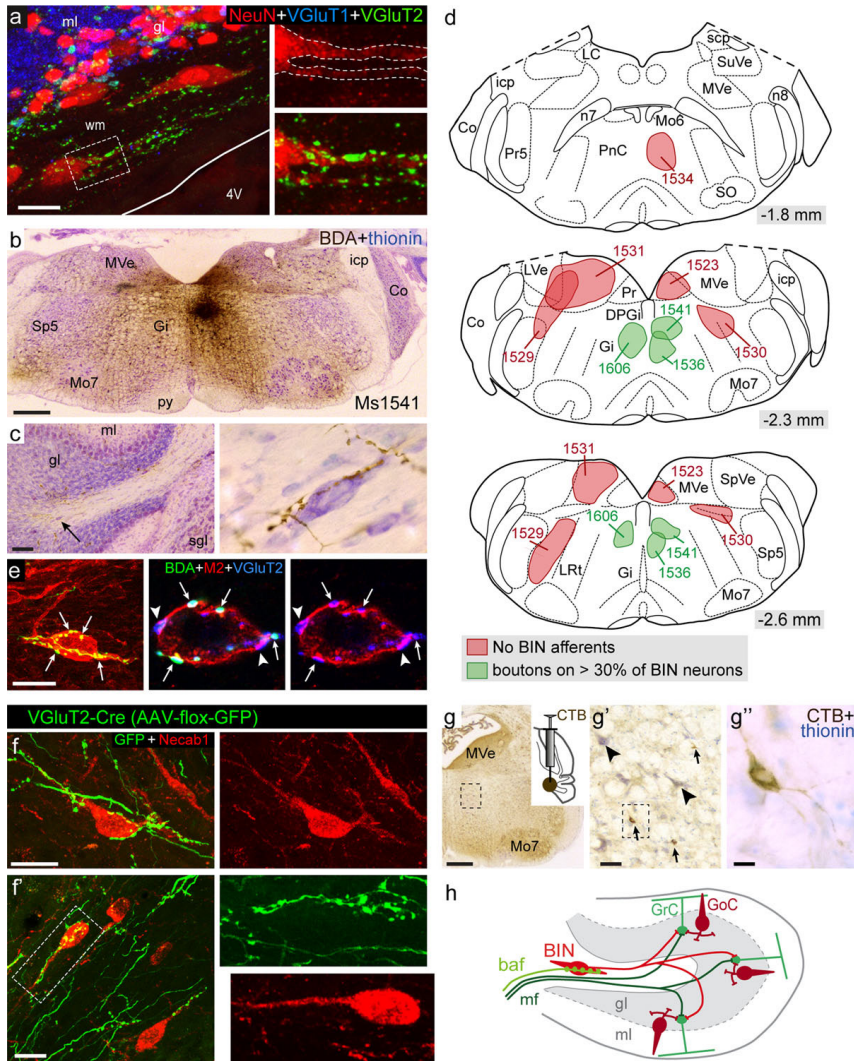 a
NeuN+VGluT1+VGluT2
ml
gl
wm
4V
b
BDA+thionin
MVe
icp
Co
Sp5
Gi
Mo7
py
Ms1541
c
ml
gl
sgl
e
BDA+M2+VGluT2
VGluT2-Cre (AAV-flox-GFP)
f
GFP + Necab1
f'
d
scp
LC
SuVe
icp
MVe
n8
Co
n7
Mo6
Pr5
PnC
1534
SO
-1.8 mm
1531
1523
LVe
Pr
MVe
icp
DPGi
1541
Co
Gi
1529
1606
1536
1530
Mo7
-2.3 mm
1531
1523
MVe
SpVe
1606
1530
1529
1541
Sp5
1536
LRt
Gi
Mo7
-2.6 mm
No BIN afferents
boutons on > 30% of BIN neurons
g
CTB
MVe
Mo7
g'
g''
CTB+
thionin
h
GrC
GoC
BIN
baf
mf
gl
ml